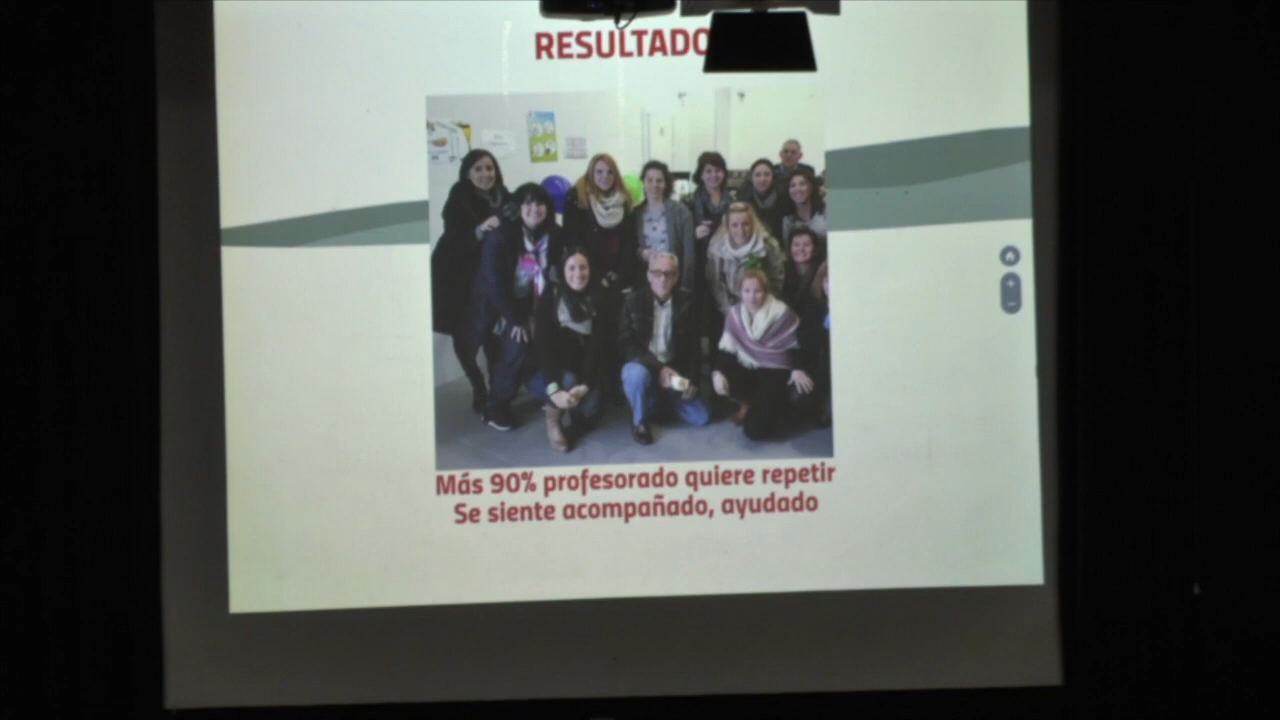 RESULTADO
Más 90% profesorado quiere repetir
Se siente acompañado, ayudado